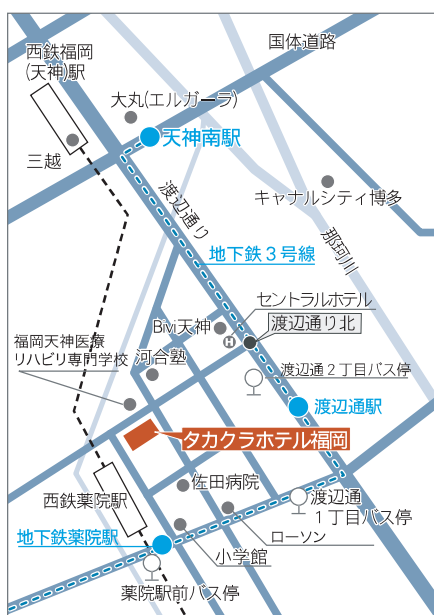 国体道路
西鉄福岡
(天神)駅
大丸(エルガーラ)
天神南駅
三越
キャナルシティ博多
渡辺通り
那珂川
地下鉄3号線
セントラルホテル
Bivi天神
H
渡辺通り北
福岡天神医療
リハビリ専門学校
河合塾
渡辺通2丁目バス停
渡辺通駅
タカクラホテル福岡
佐田病院
西鉄薬院駅
渡辺通
1丁目バス停
ローソン
地下鉄薬院駅
小学館
薬院駅前バス停